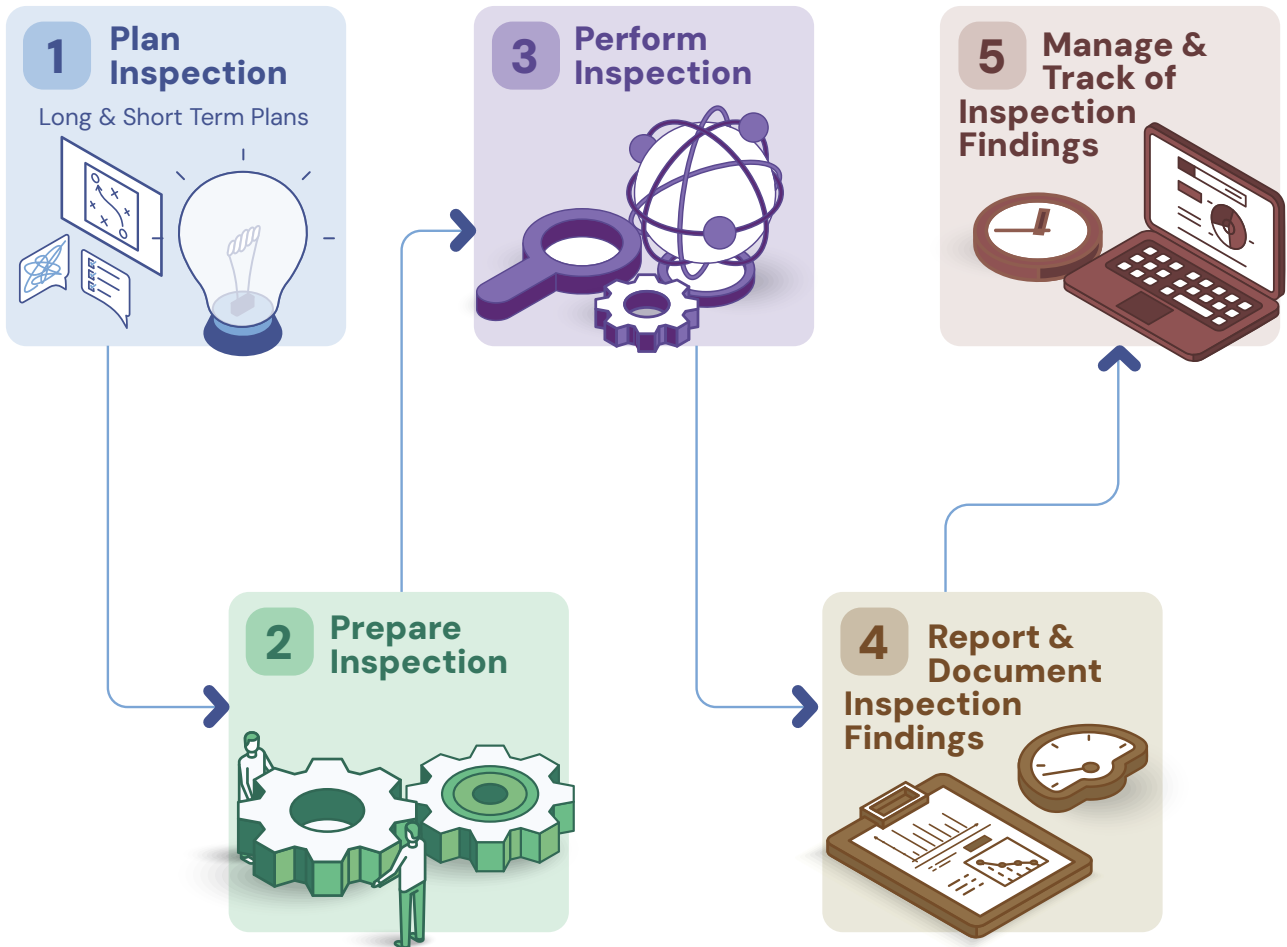 1
Plan
Inspection
Long & Short Term Plans
2
Prepare
Inspection
3
Perform
Inspection
4
Report &
Document
Inspection
Findings
5
Manage &
Track of
Inspection
Findings